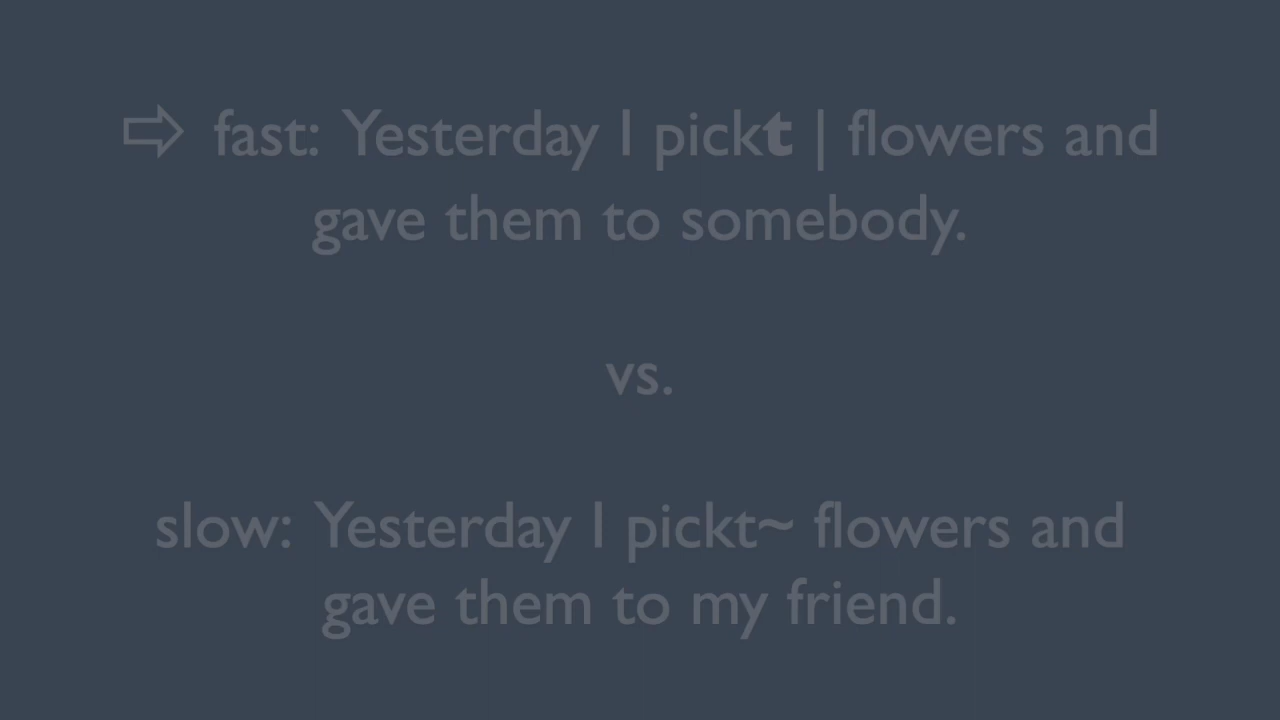 ⇨ fast: Yesterday I pickt | flowers and
gave them to somebody.
vs.
slow: Yesterday I pickt~ flowers and
gave them to my friend.